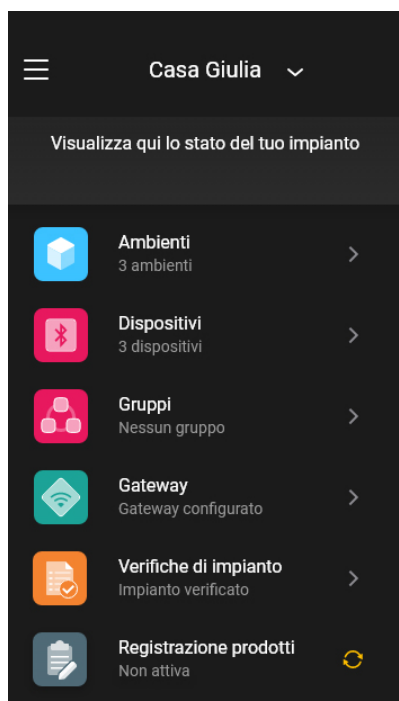 Casa Giulia
Visualizza qui lo stato del tuo impianto
Ambienti
3 ambienti
Dispositivi
3 dispositivi
Gruppi
Nessun gruppo
Gateway
Gateway configurato
Verifiche di impianto
Impianto verificato
Registrazione prodotti
Non attiva